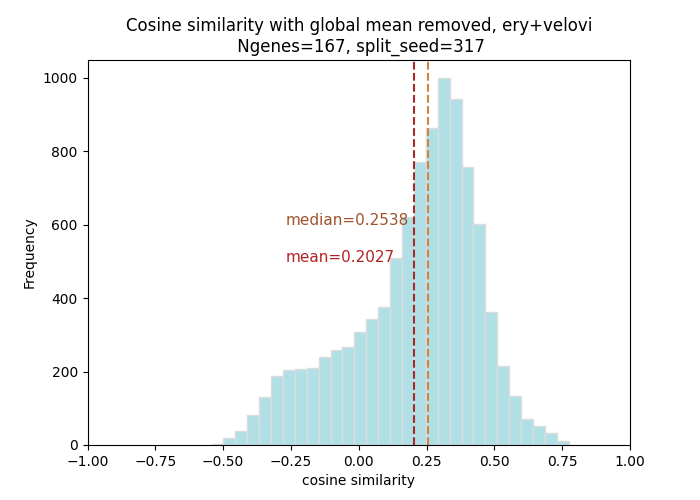 Cosine similarity with global mean removed, ery+velovi
Ngenes=167, split_seed=317
Frequency
1000
800
600
400
200
0
median=0.2538
mean=0.2027
−1.00
−0.75
−0.50
−0.25
0.00
0.25
0.50
0.75
1.00
cosine similarity